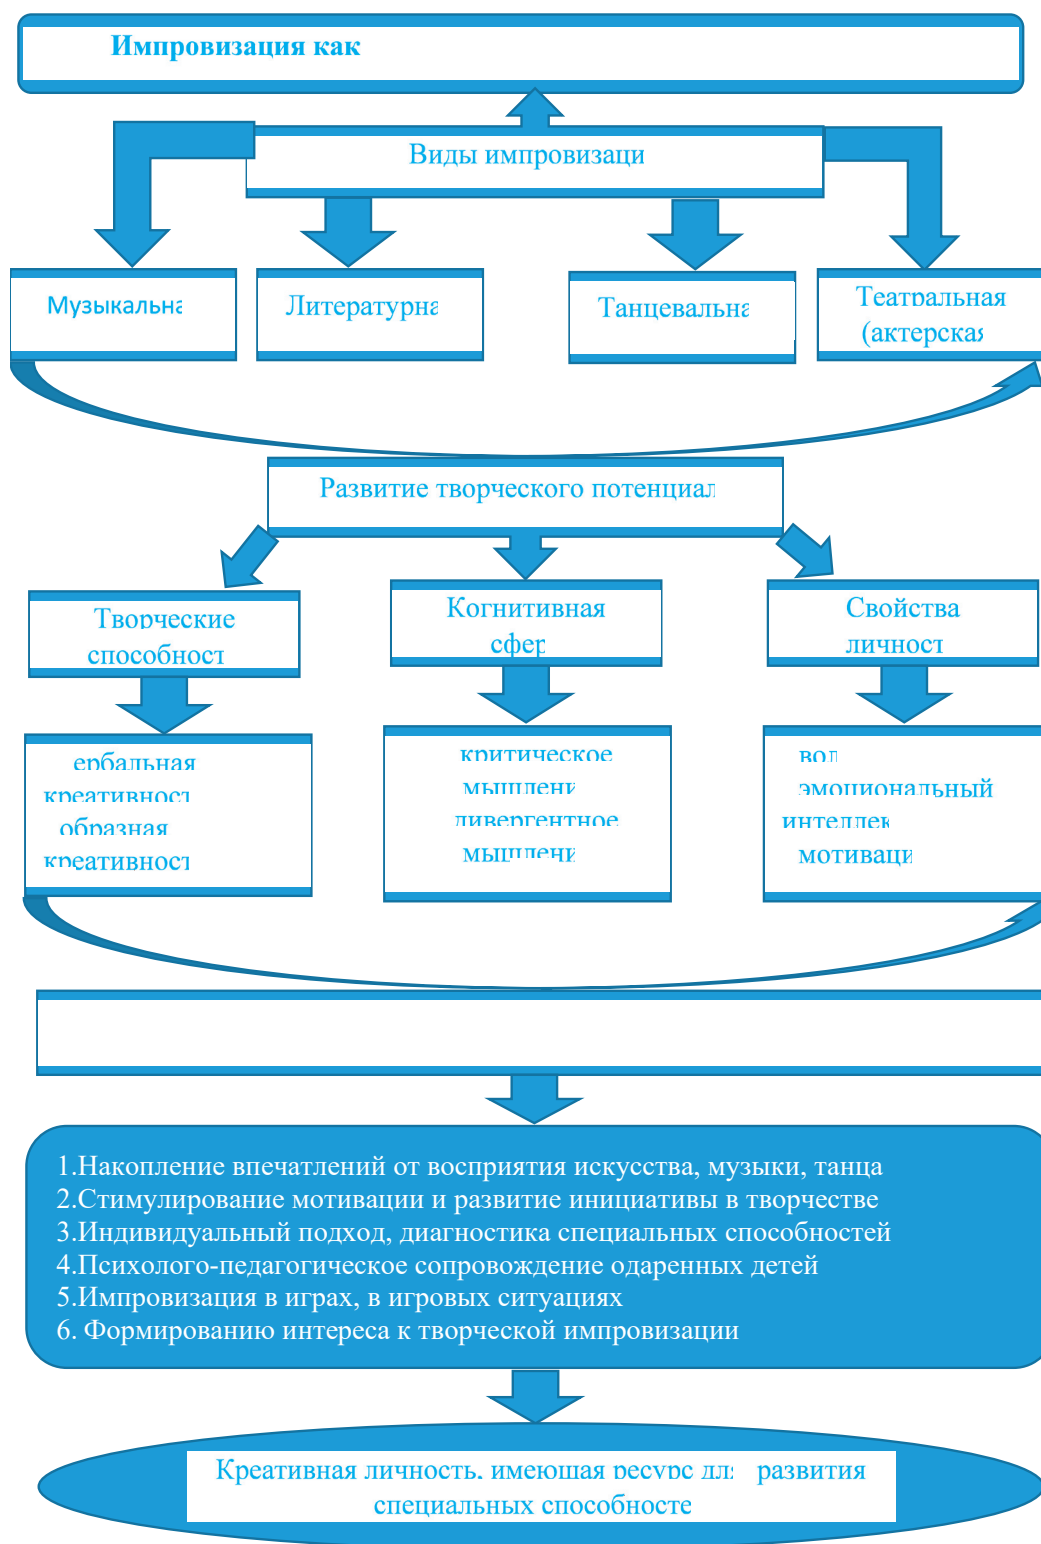 Импровизация как
Виды импровизаци
Музыкальна
Литературна
Танцевальна
Театральная
(актерская
Развитие творческого потенциал
Творческие
способност
Когнитивная
сфер
Свойства
личност
ербальная
креативност
образная
креативност
критическое
мышлени
дивергентное
мышлени
вол
эмоциональный
интеллек
мотиваци
1.Накопление впечатлений от восприятия искусства, музыки, танца
2.Стимулирование мотивации и развитие инициативы в творчестве
3.Индивидуальный подход, диагностика специальных способностей
4.Психолого-педагогическое сопровождение одаренных детей
5.Импровизация в играх, в игровых ситуациях
6. Формированию интереса к творческой импровизации
Креативная личность, имеющая ресурс для развития
специальных способносте